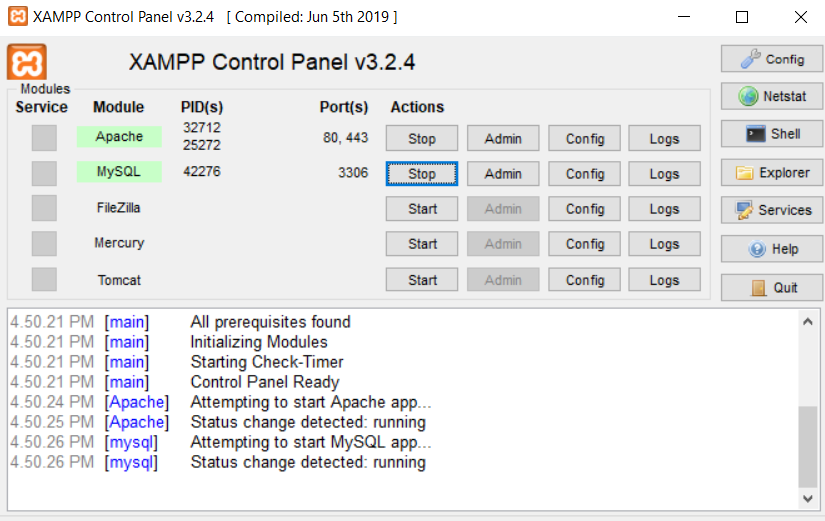 XAMPP Control Panel v3.2.4 [ Compiled: Jun 5th 2019 ]
XAMPP Control Panel v3.2.4
Config
Modules
Service Module PID(s) Port(s) Actions
Netstat
Apache 32712 25272 80, 443 Stop Admin Config Logs
Shell
MySQL 42276 3306 Stop Admin Config Logs
Explorer
FileZilla Start Admin Config Logs
Services
Mercury Start Admin Config Logs
Help
Tomcat Start Admin Config Logs
Quit
4.50.21 PM [main] All prerequisites found
4.50.21 PM [main] Initializing Modules
4.50.21 PM [main] Starting Check-Timer
4.50.21 PM [main] Control Panel Ready
4.50.24 PM [Apache] Attempting to start Apache app...
4.50.25 PM [Apache] Status change detected: running
4.50.26 PM [mysql] Attempting to start MySQL app...
4.50.26 PM [mysql] Status change detected: running